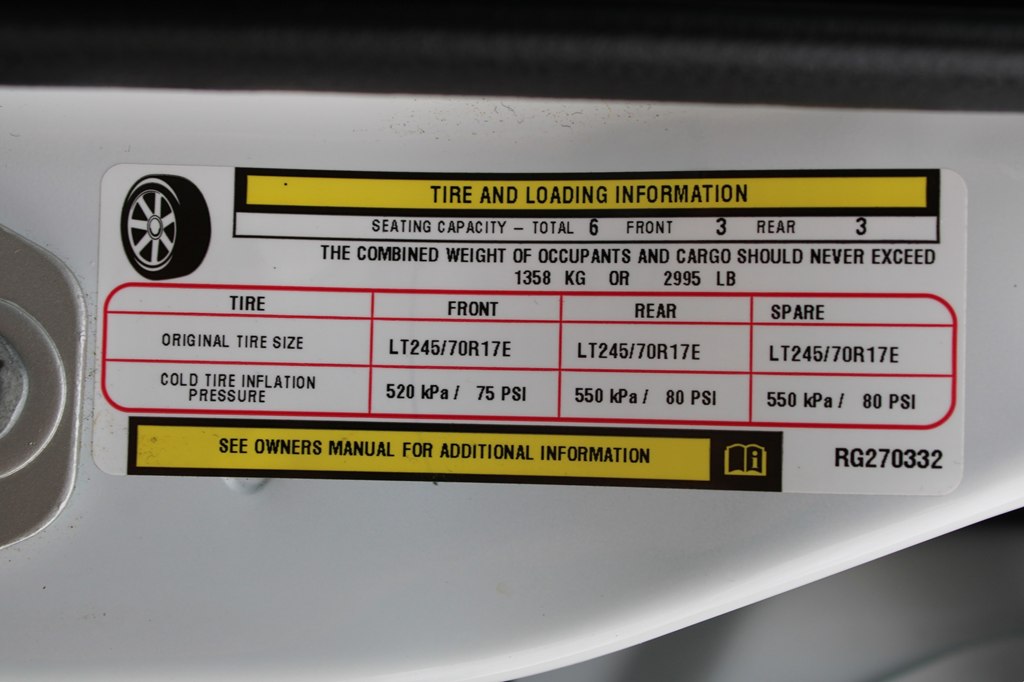 TIRE AND LOADING INFORMATION
SEATING CAPACITY – TOTAL 6 FRONT 3 REAR 3
THE COMBINED WEIGHT OF OCCUPANTS AND CARGO SHOULD NEVER EXCEED
1358 KG OR 2995 LB
TIRE FRONT REAR SPARE
ORIGINAL TIRE SIZE LT245/70R17E LT245/70R17E LT245/70R17E
COLD TIRE INFLATION
PRESSURE 520 kPa / 75 PSI 550 kPa / 80 PSI 550 kPa / 80 PSI
SEE OWNERS MANUAL FOR ADDITIONAL INFORMATION
RG270332